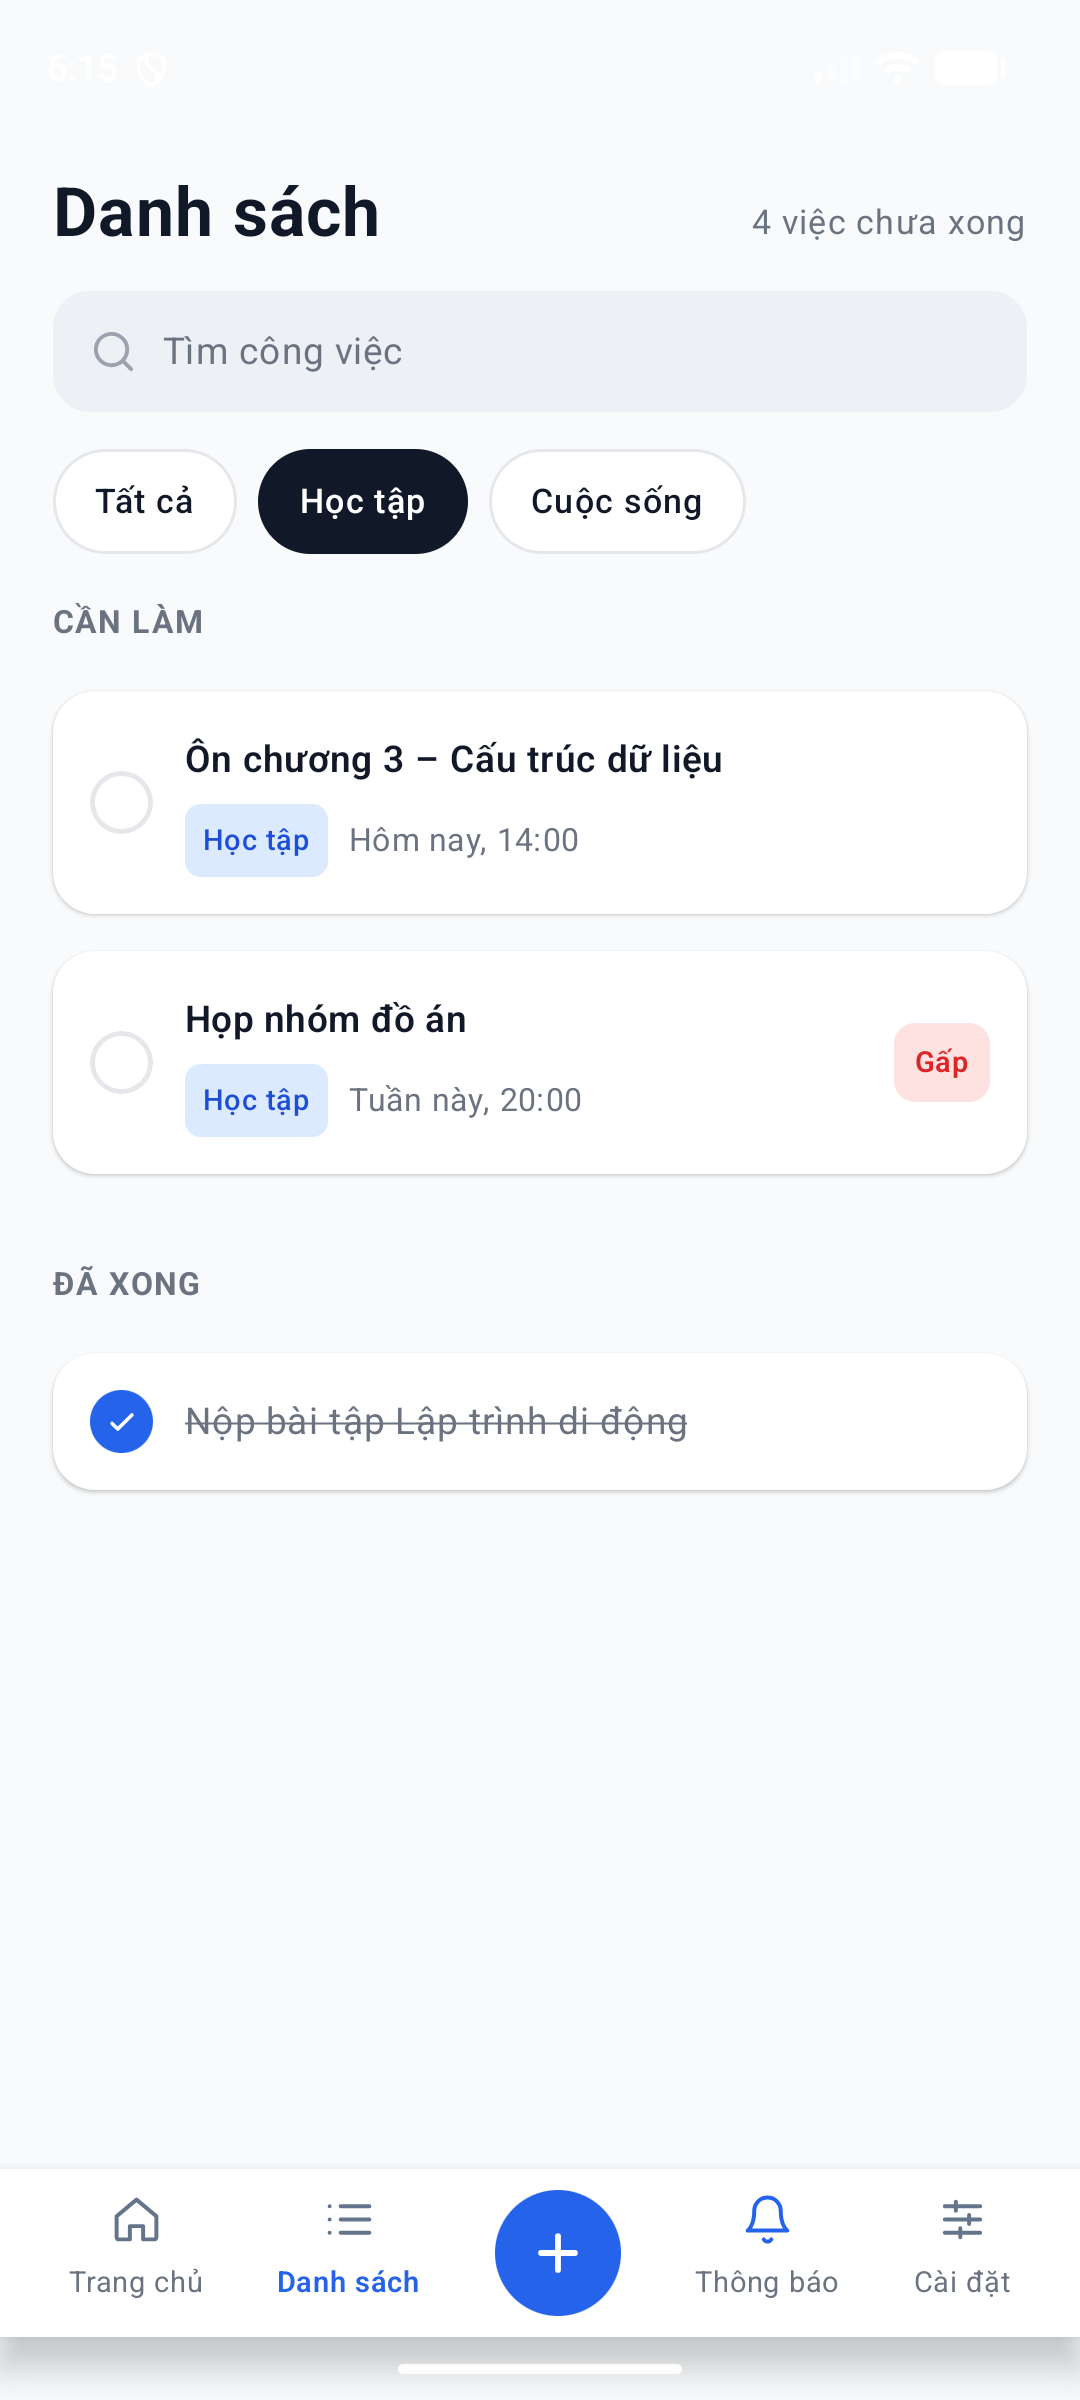 6:15
Danh sách
4 việc chưa xong
Tìm công việc
Tất cả
Học tập
Cuộc sống
CẦN LÀM
Ôn chương 3 – Cấu trúc dữ liệu
Học tập
Hôm nay, 14:00
Họp nhóm đồ án
Học tập
Tuần này, 20:00
Gấp
ĐÃ XONG
Nộp bài tập Lập trình di động
Trang chủ
Danh sách
Thông báo
Cài đặt